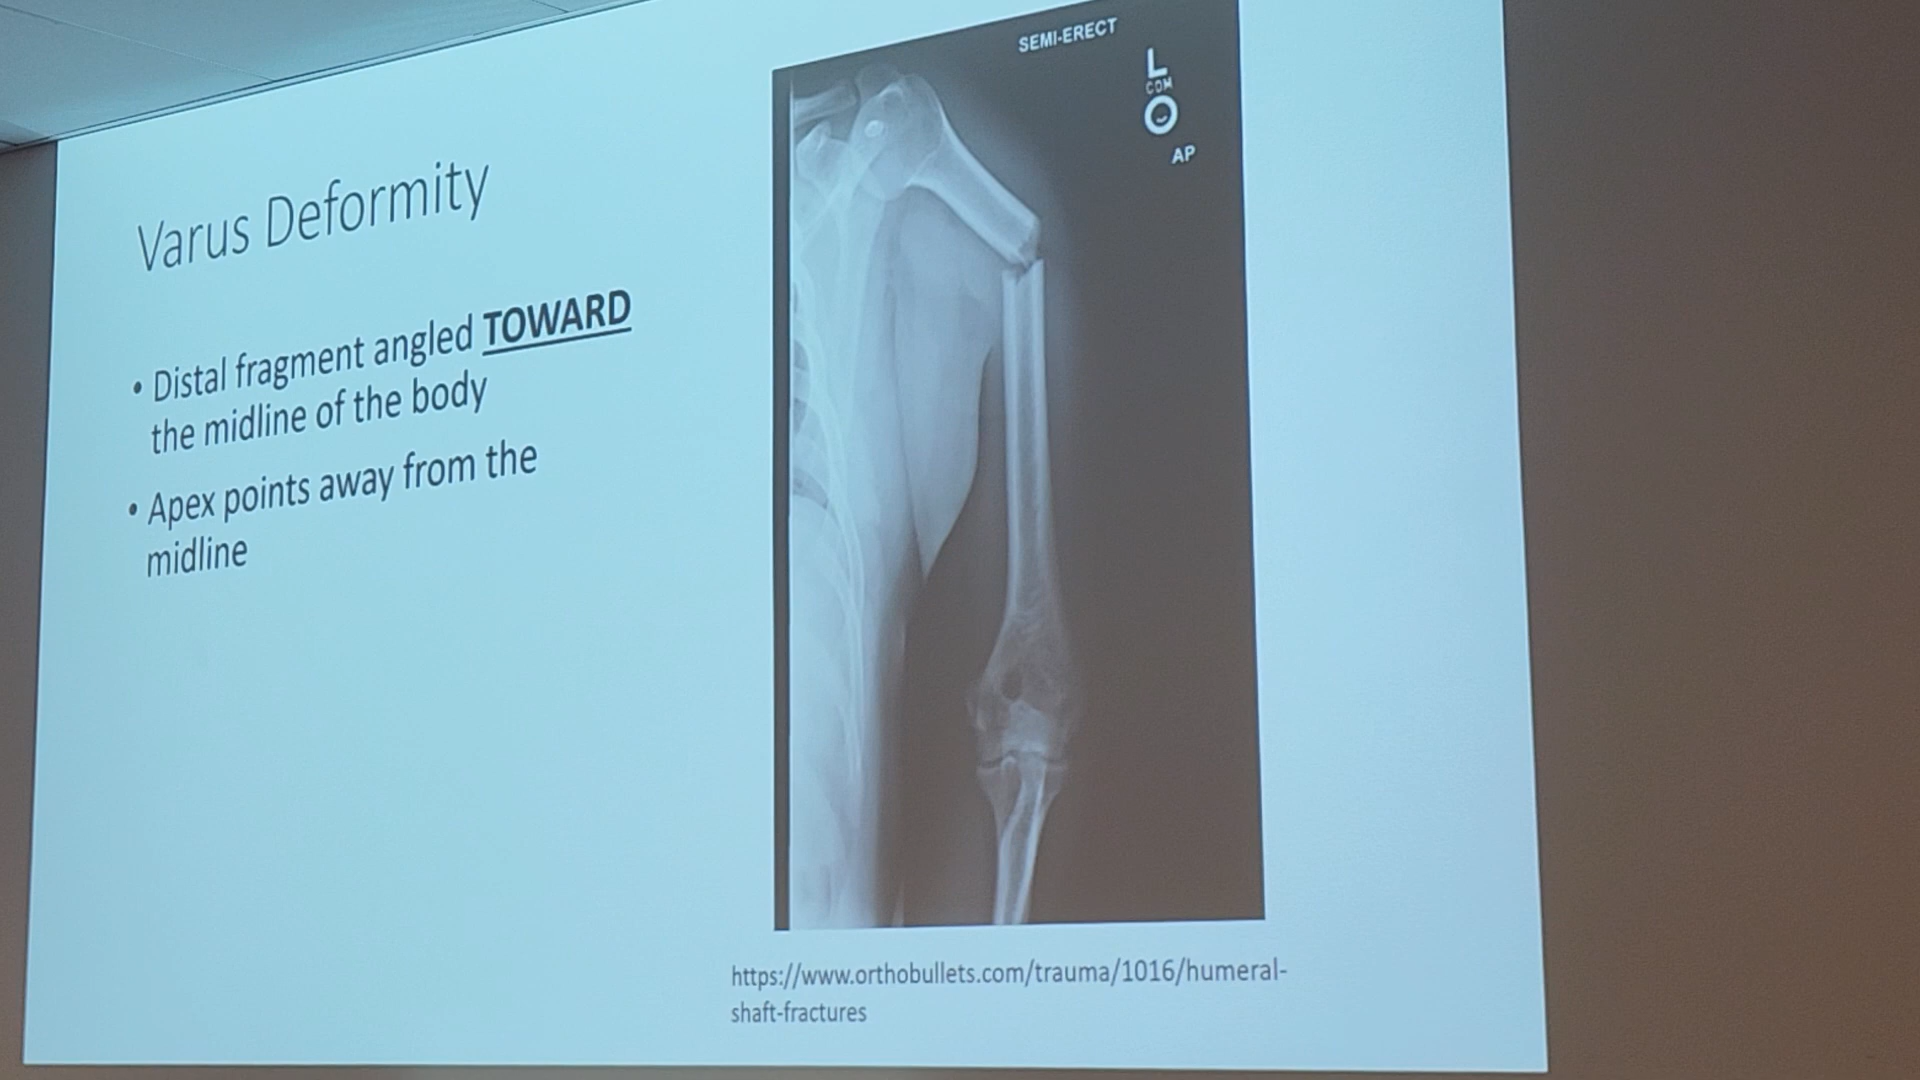 SEMI-ERECT
L
COM
AP
Varus Deformity
• Distal fragment angled TOWARD
the midline of the body
• Apex points away from the
midline
https://www.orthobullets.com/trauma/1016/humeral-
shaft-fractures